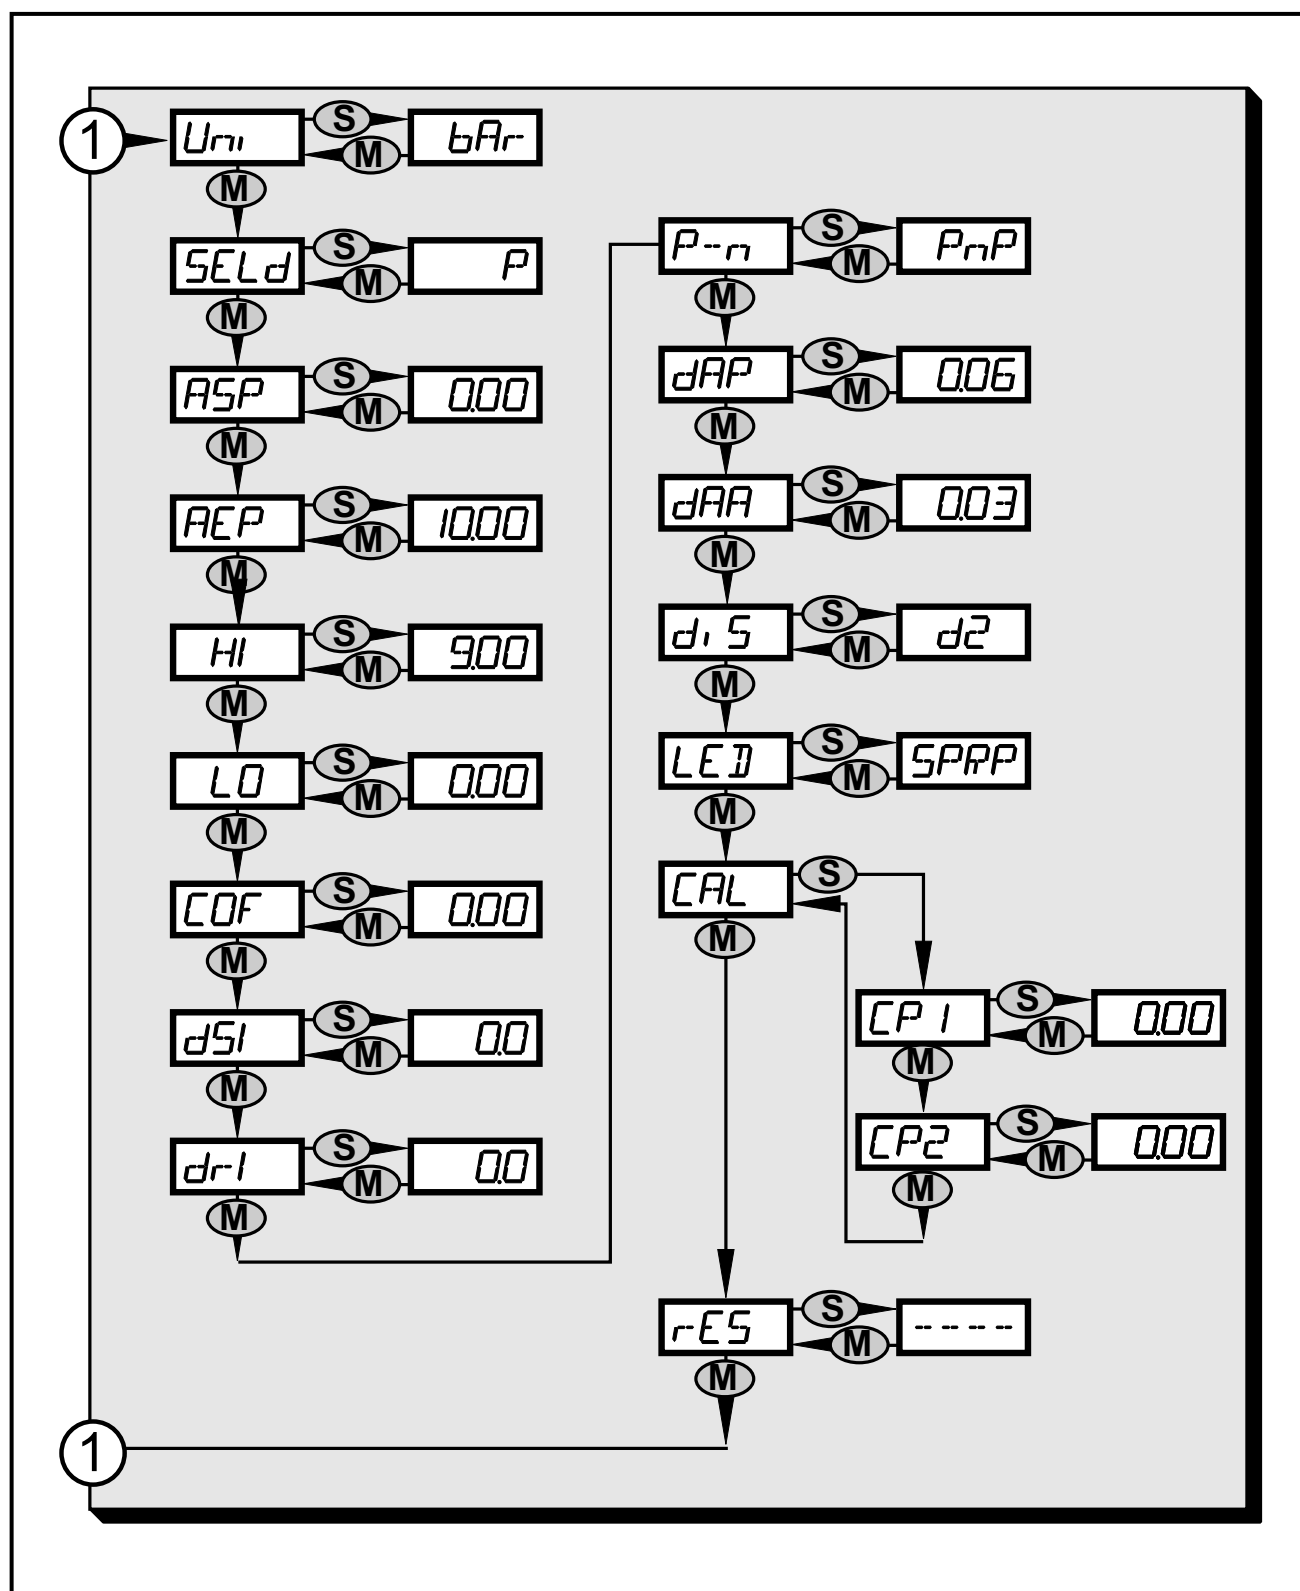 1
Uni S bAr
M
M
SELd S P
M
M
ASP S 0.00
M
M
AEP S 10.00
M
M
HI S 9.00
M
M
LO S 0.00
M
M
COF S 0.00
M
M
dS1 S 0.0
M
M
dr1 S 0.0
M
M
P-n S PnP
M
M
dAP S 0.06
M
M
dAA S 0.03
M
M
diS S d2
M
M
LED S SPRP
M
M
CAL S
M
CP1 S 0.00
M
M
CP2 S 0.00
M
M
rES S ----
M
M
1